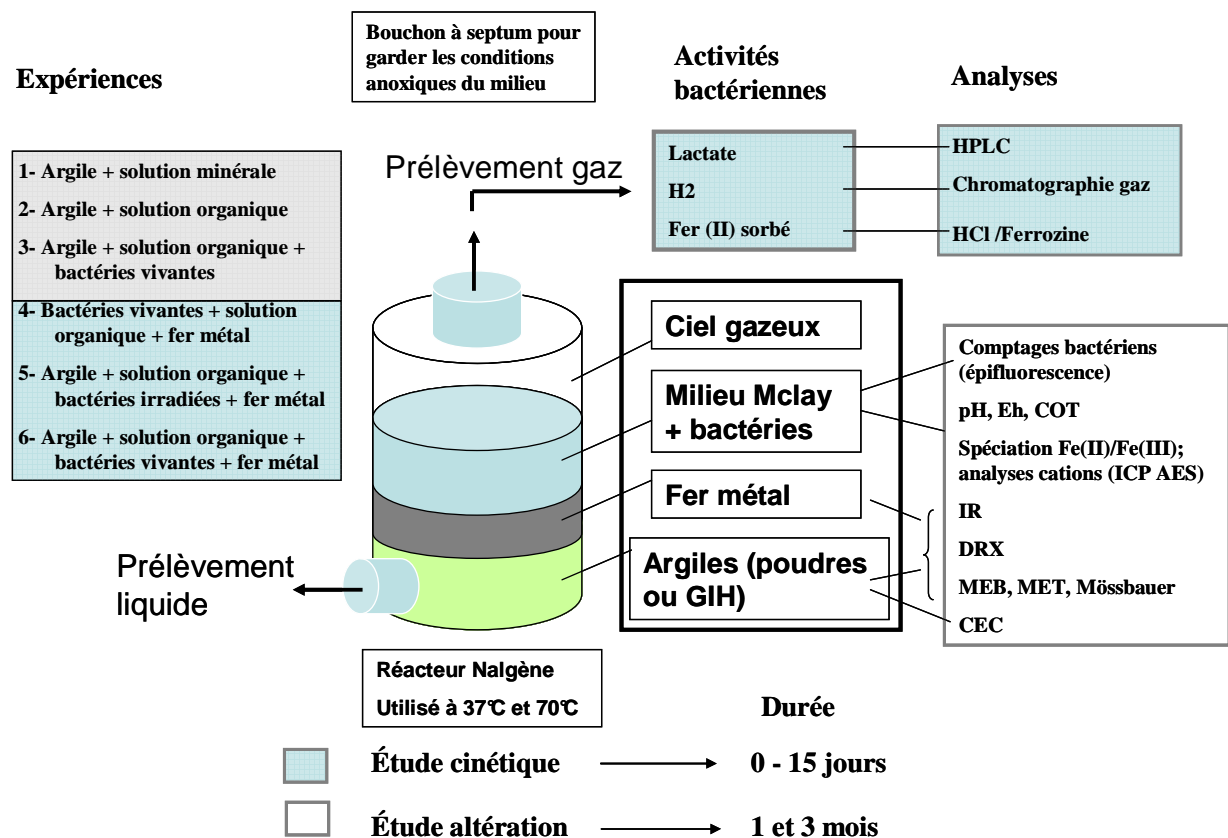 Expériences
Bouchon à septum pour
garder les conditions
anoxiques du milieu
Activités
bactériennes
Analyses
1- Argile + solution minérale
2- Argile + solution organique
3- Argile + solution organique +
bactéries vivantes
4- Bactéries vivantes + solution
organique + fer métal
5- Argile + solution organique +
bactéries irradiées + fer métal
6- Argile + solution organique +
bactéries vivantes + fer métal
Prélèvement gaz
Lactate
H2
Fer (II) sorbé
HPLC
Chromatographie gaz
HCl /Ferrozine
Ciel gazeux
Milieu Mclay
+ bactéries
Fer métal
Argiles (poudres
ou GIH)
Comptages bactériens
(épifluorescence)
pH, Eh, COT
Spéciation Fe(II)/Fe(III);
analyses cations (ICP AES)
IR
DRX
MEB, MET, Mössbauer
CEC
Prélèvement
liquide
Réacteur Nalgène
Utilisé à 37°C et 70°C
Durée
Étude cinétique
0 - 15 jours
Étude altération
1 et 3 mois